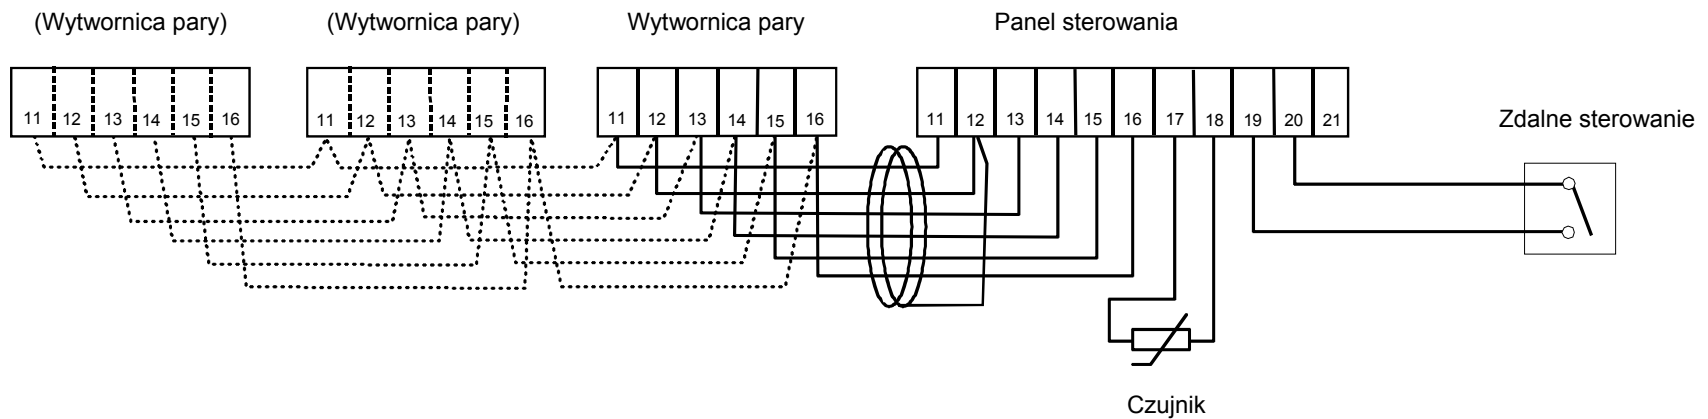 (Wytwornica pary) (Wytwornica pary) Wytwornica pary Panel sterowania
11 12 13 14 15 16 11 12 13 14 15 16 11 12 13 14 15 16 11 12 13 14 15 16 17 18 19 20 21
Zdalne sterowanie
Czujnik